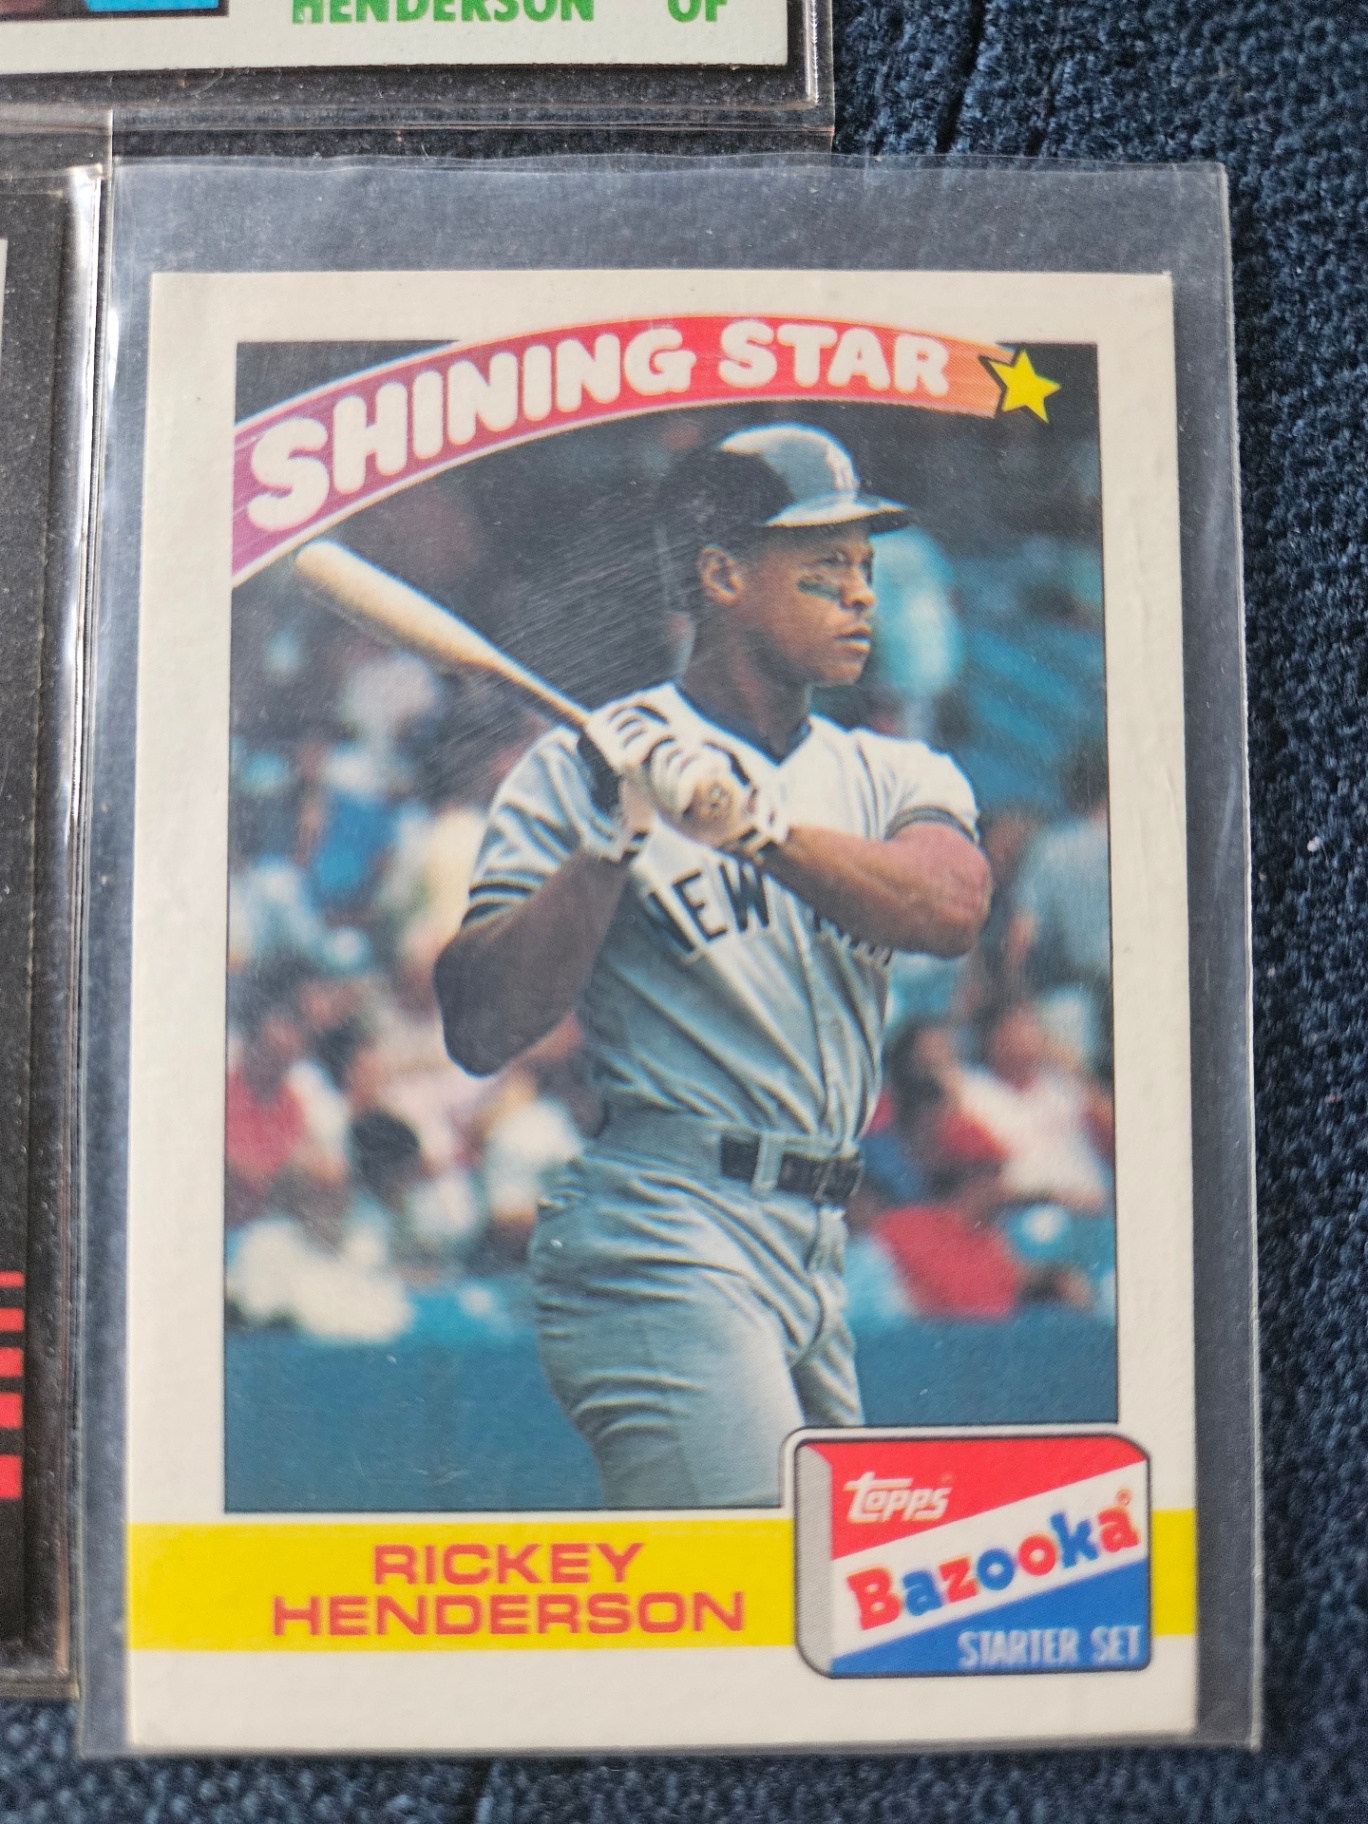 HENDERSON OF
SHINING STAR
NEW
topps
Bazooka®
STARTER SET
RICKEY
HENDERSON